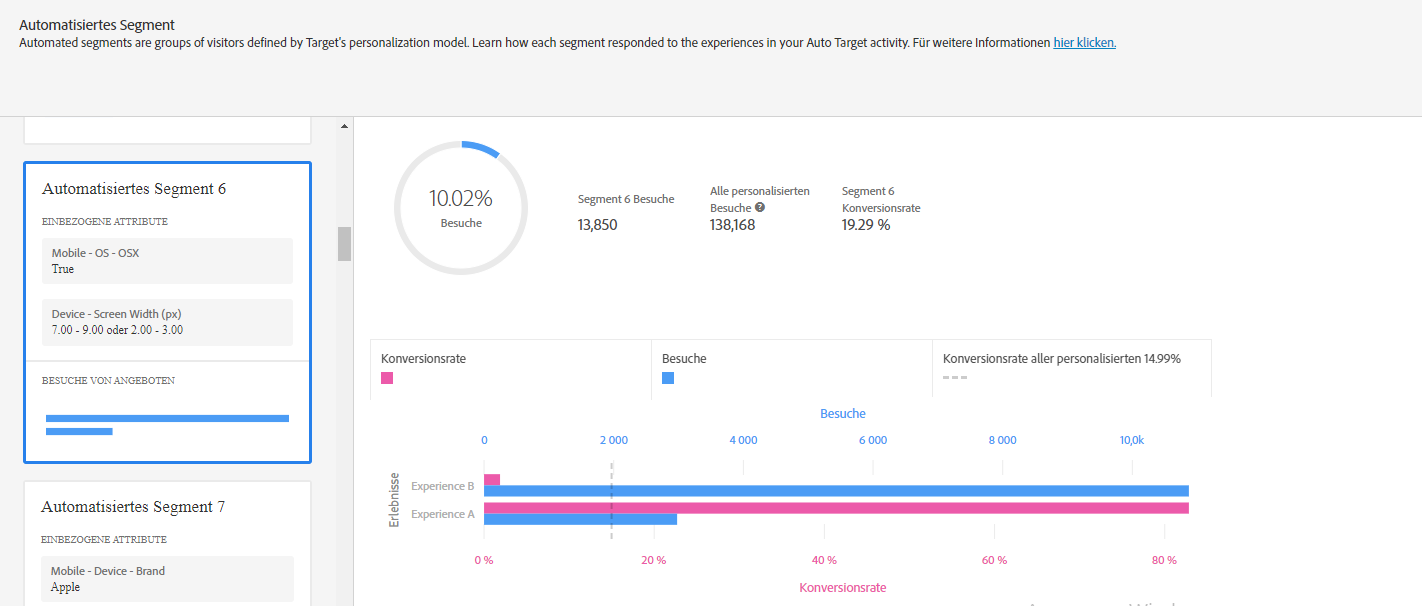 Automatisiertes Segment
Automated segments are groups of visitors defined by Target's personalization model. Learn how each segment responded to the experiences in your Auto Target activity. Für weitere Informationen hier klicken.
Automatisiertes Segment 6
EINBEZOGENE ATTRIBUTE
Mobile - OS - OSX
True
Device - Screen Width (px)
7.00 - 9.00 oder 2.00 - 3.00
BESUCHE VON ANGEBOTEN
Automatisiertes Segment 7
EINBEZOGENE ATTRIBUTE
Mobile - Device - Brand
Apple
10.02%
Besuche
Segment 6 Besuche
13,850
Alle personalisierten
Besuche
138,168
Segment 6
Konversionsrate
19.29 %
Konversionsrate
Besuche
Konversionsrate aller personalisierten 14.99%
Besuche
0 2 000 4 000 6 000 8 000 10,0k
Erlebnisse
Experience B
Experience A
0 % 20 % 40 % 60 % 80 %
Konversionsrate